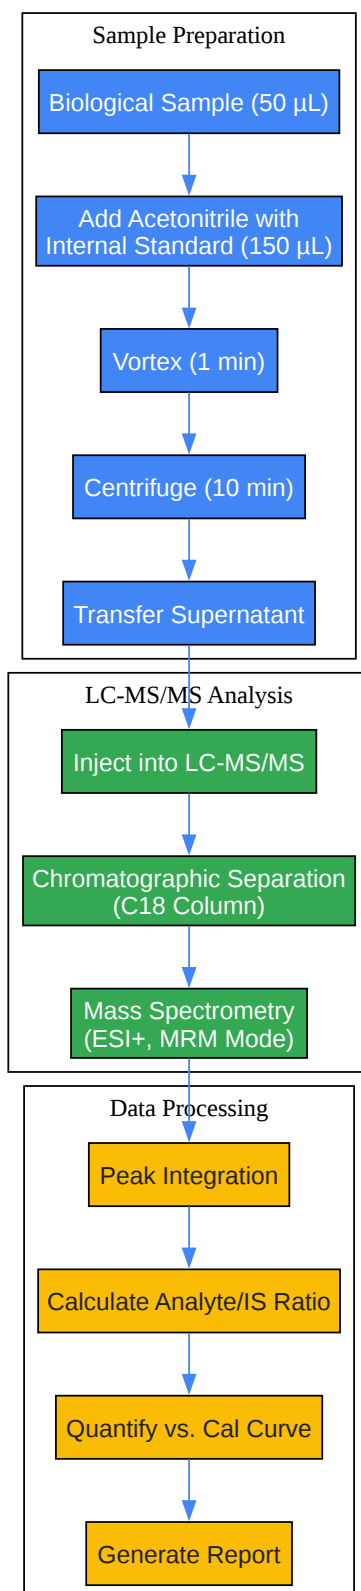 Sample Preparation
Biological Sample (50 µL)
Add Acetonitrile with
Internal Standard (150 µL)
Vortex (1 min)
Centrifuge (10 min)
Transfer Supernatant
LC-MS/MS Analysis
Inject into LC-MS/MS
Chromatographic Separation
(C18 Column)
Mass Spectrometry
(ESI+, MRM Mode)
Data Processing
Peak Integration
Calculate Analyte/IS Ratio
Quantify vs. Cal Curve
Generate Report